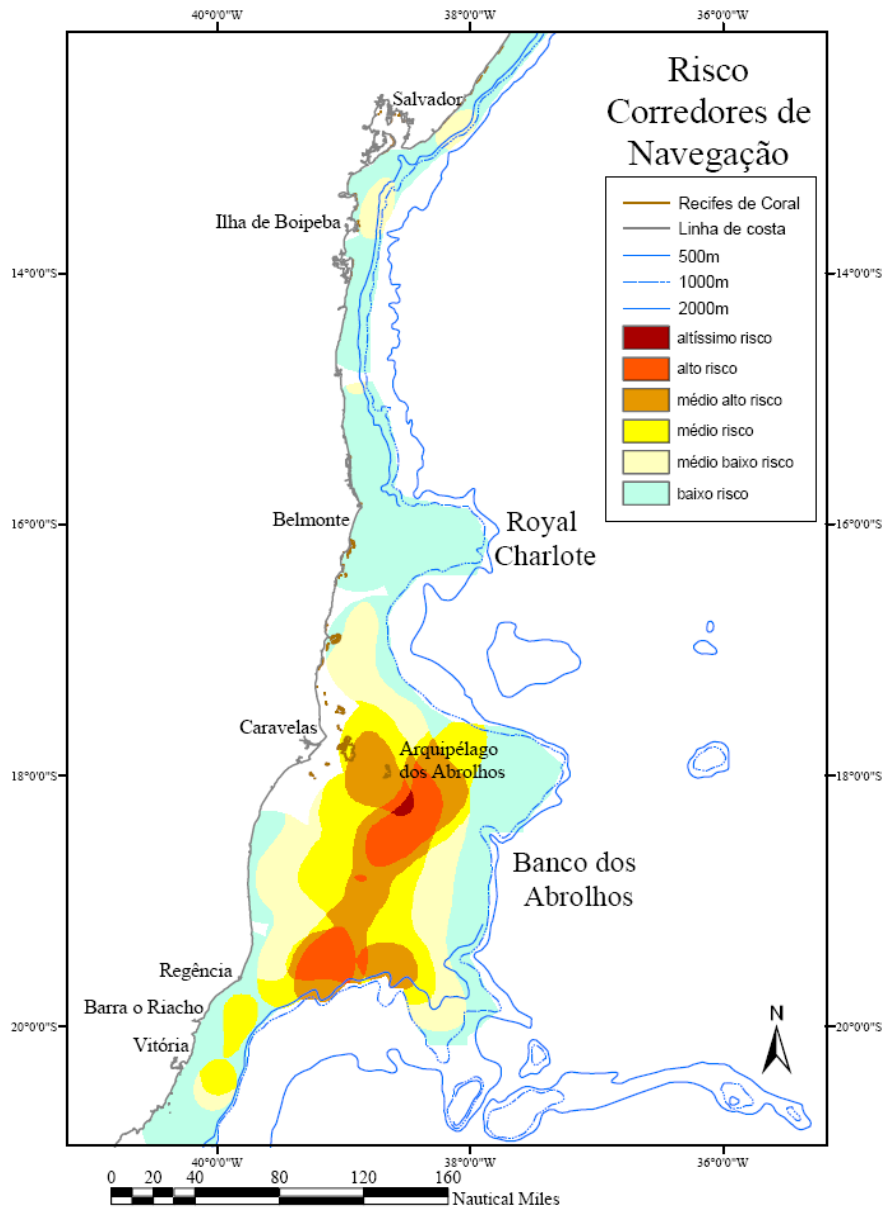 40°0'0"W
38°0'0"W
36°0'0"W
Risco
Corredores de
Navegação
Recifes de Coral
Linha de costa
500m
1000m
2000m
altíssimo risco
alto risco
médio alto risco
médio risco
médio baixo risco
baixo risco
Salvador
Ilha de Boipeba
14°0'0"S
14°0'0"S
Belmonte
16°0'0"S
16°0'0"S
Royal
Charlote
Caravelas
Arquipélago
dos Abrolhos
18°0'0"S
18°0'0"S
Banco dos
Abrolhos
Regência
Barra o Riacho
Vitória
20°0'0"S
20°0'0"S
N
40°0'0"W
38°0'0"W
36°0'0"W
0 20 40 80 120 160
Nautical Miles